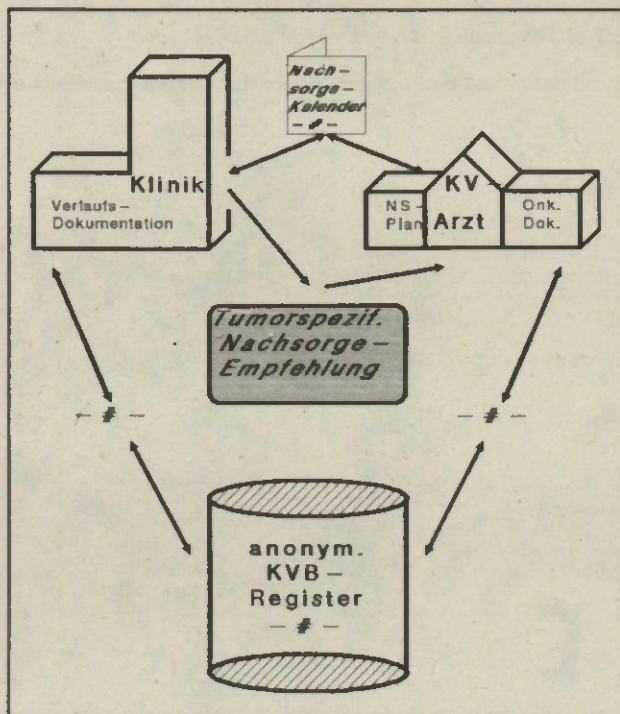 Nach–
sorge–
Kalender
– # –
Klinik
Verlaufs–
Dokumentation
KV
Arzt
NS–
Plan
Onk.
Dok.
Tumorspezif.
Nachsorge–
Empfehlung
– # –
– # –
anonym.
KVB–
Register
– # –